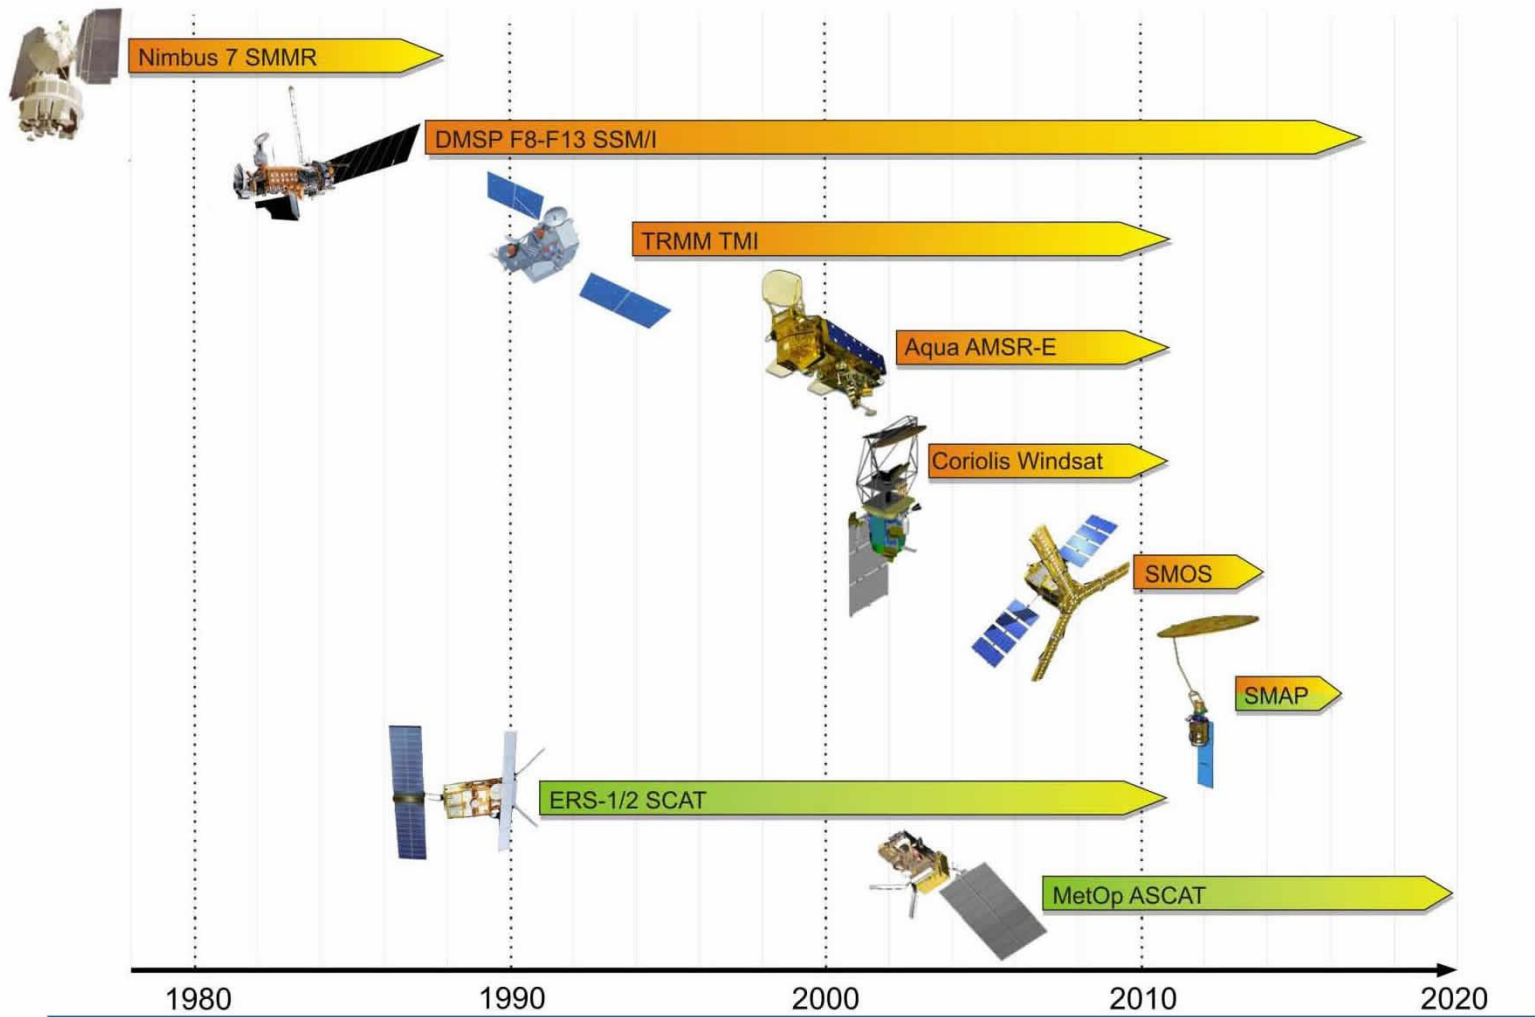 Nimbus 7 SMMR
DMSP F8-F13 SSM/I
TRMM TMI
Aqua AMSR-E
Coriolis Windsat
SMOS
SMAP
ERS-1/2 SCAT
MetOp ASCAT
1980 1990 2000 2010 2020